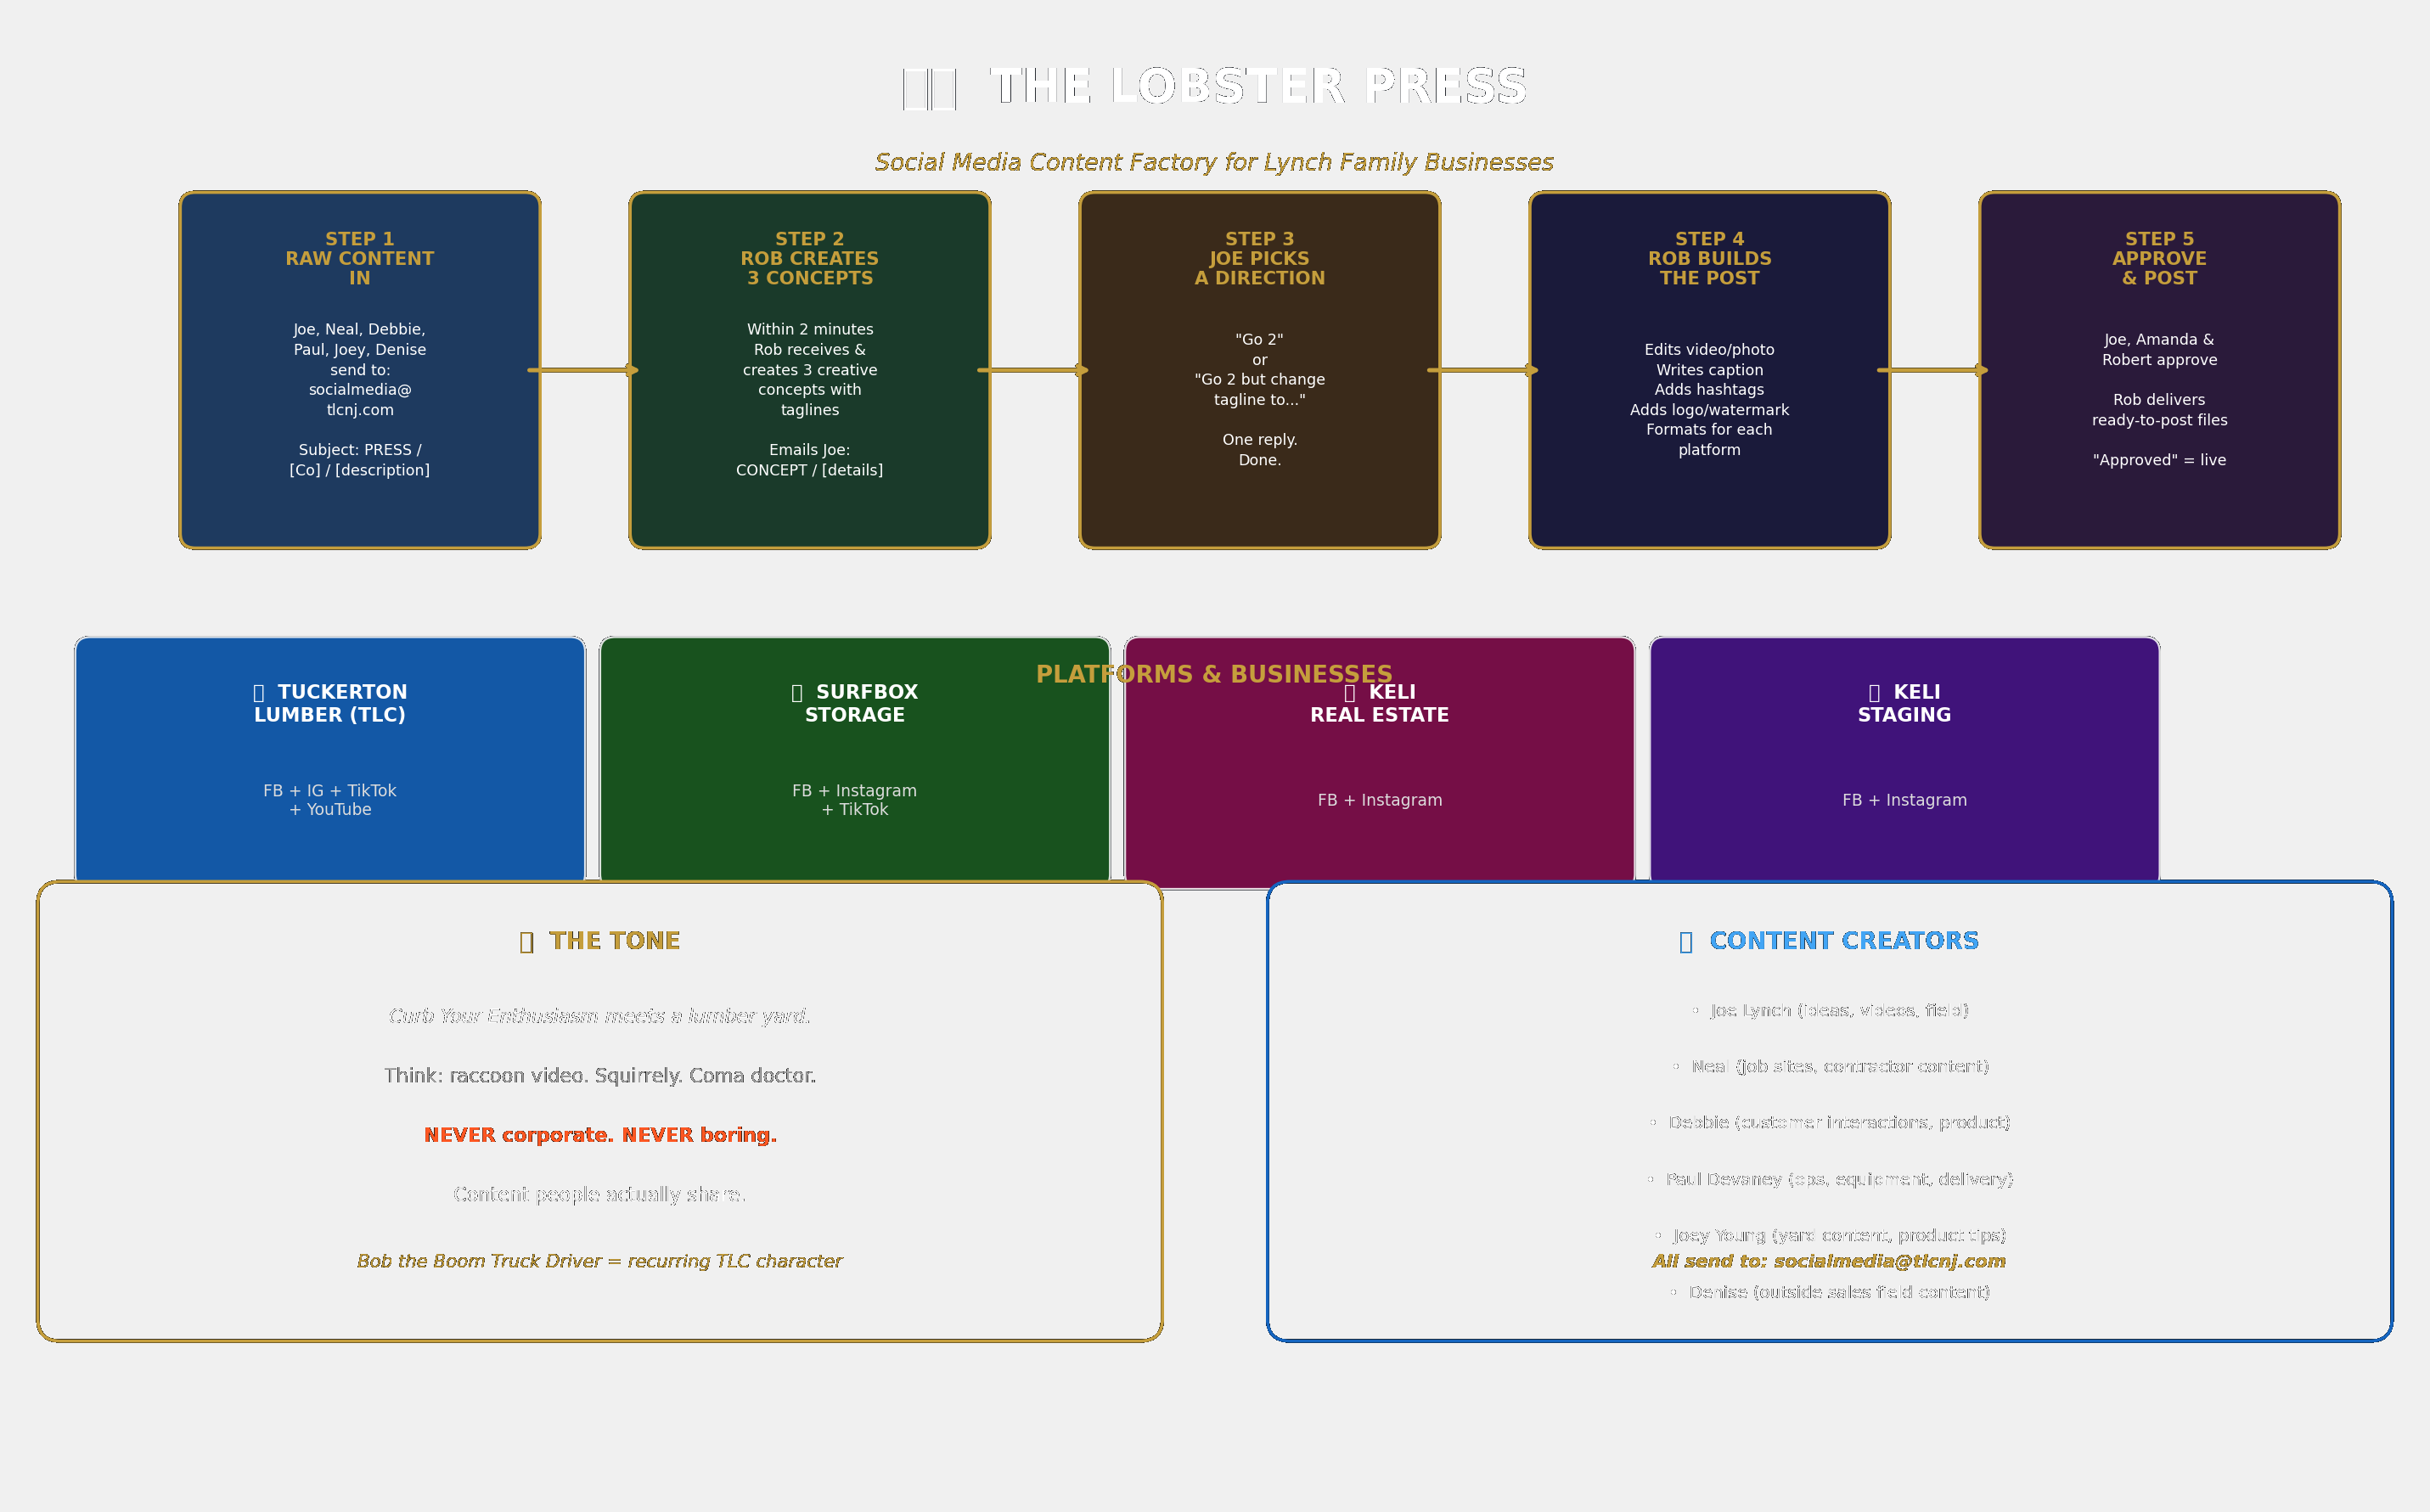 THE LOBSTER PRESS
Social Media Content Factory for Lynch Family Businesses
STEP 1
RAW CONTENT
IN
Joe, Neal, Debbie,
Paul, Joey, Denise
send to:
socialmedia@
tlcnj.com
Subject: PRESS /
[Co] / [description]
STEP 2
ROB CREATES
3 CONCEPTS
Within 2 minutes
Rob receives &
creates 3 creative
concepts with
taglines
Emails Joe:
CONCEPT / [details]
STEP 3
JOE PICKS
A DIRECTION
"Go 2"
or
"Go 2 but change
tagline to..."
One reply.
Done.
STEP 4
ROB BUILDS
THE POST
Edits video/photo
Writes caption
Adds hashtags
Adds logo/watermark
Formats for each
platform
STEP 5
APPROVE
& POST
Joe, Amanda &
Robert approve
Rob delivers
ready-to-post files
"Approved" = live
PLATFORMS & BUSINESSES
TUCKERTON
LUMBER (TLC)
FB + IG + TikTok
+ YouTube
SURFBOX
STORAGE
FB + Instagram
+ TikTok
KELI
REAL ESTATE
FB + Instagram
KELI
STAGING
FB + Instagram
THE TONE
Curb Your Enthusiasm meets a lumber yard.
Think: raccoon video. Squirrely. Coma doctor.
NEVER corporate. NEVER boring.
Content people actually share.
Bob the Boom Truck Driver = recurring TLC character
CONTENT CREATORS
• Joe Lynch (ideas, videos, field)
• Neal (job sites, contractor content)
• Debbie (customer interactions, product)
• Paul Devaney (ops, equipment, delivery)
• Joey Young (yard content, product tips)
All send to: socialmedia@tlcnj.com
• Denise (outside sales field content)